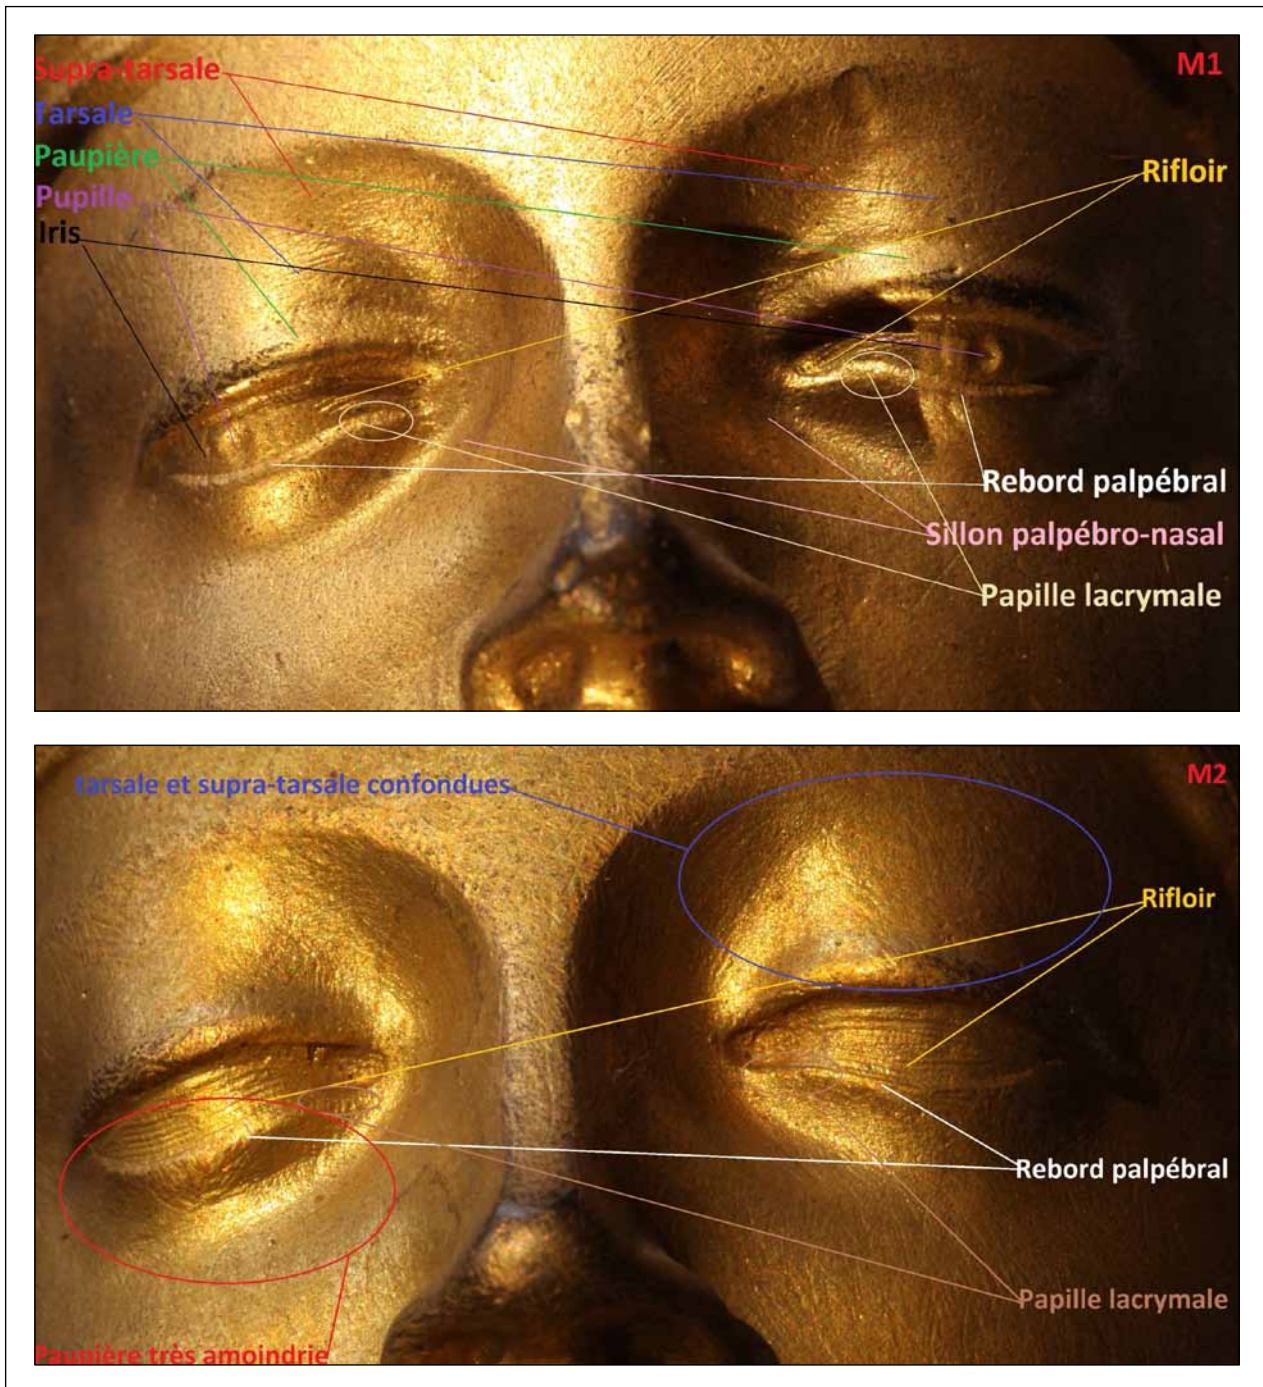 Supra-tarsale
M1
Tarsale
Paupière
Rifloir
Pupille
Iris
Rebord palpébral
Sillon palpébro-nasal
Papille lacrymale
tarsale et supra-tarsale confondues
M2
Rifloir
Rebord palpébral
Papille lacrymale
Paupière très amoindrie